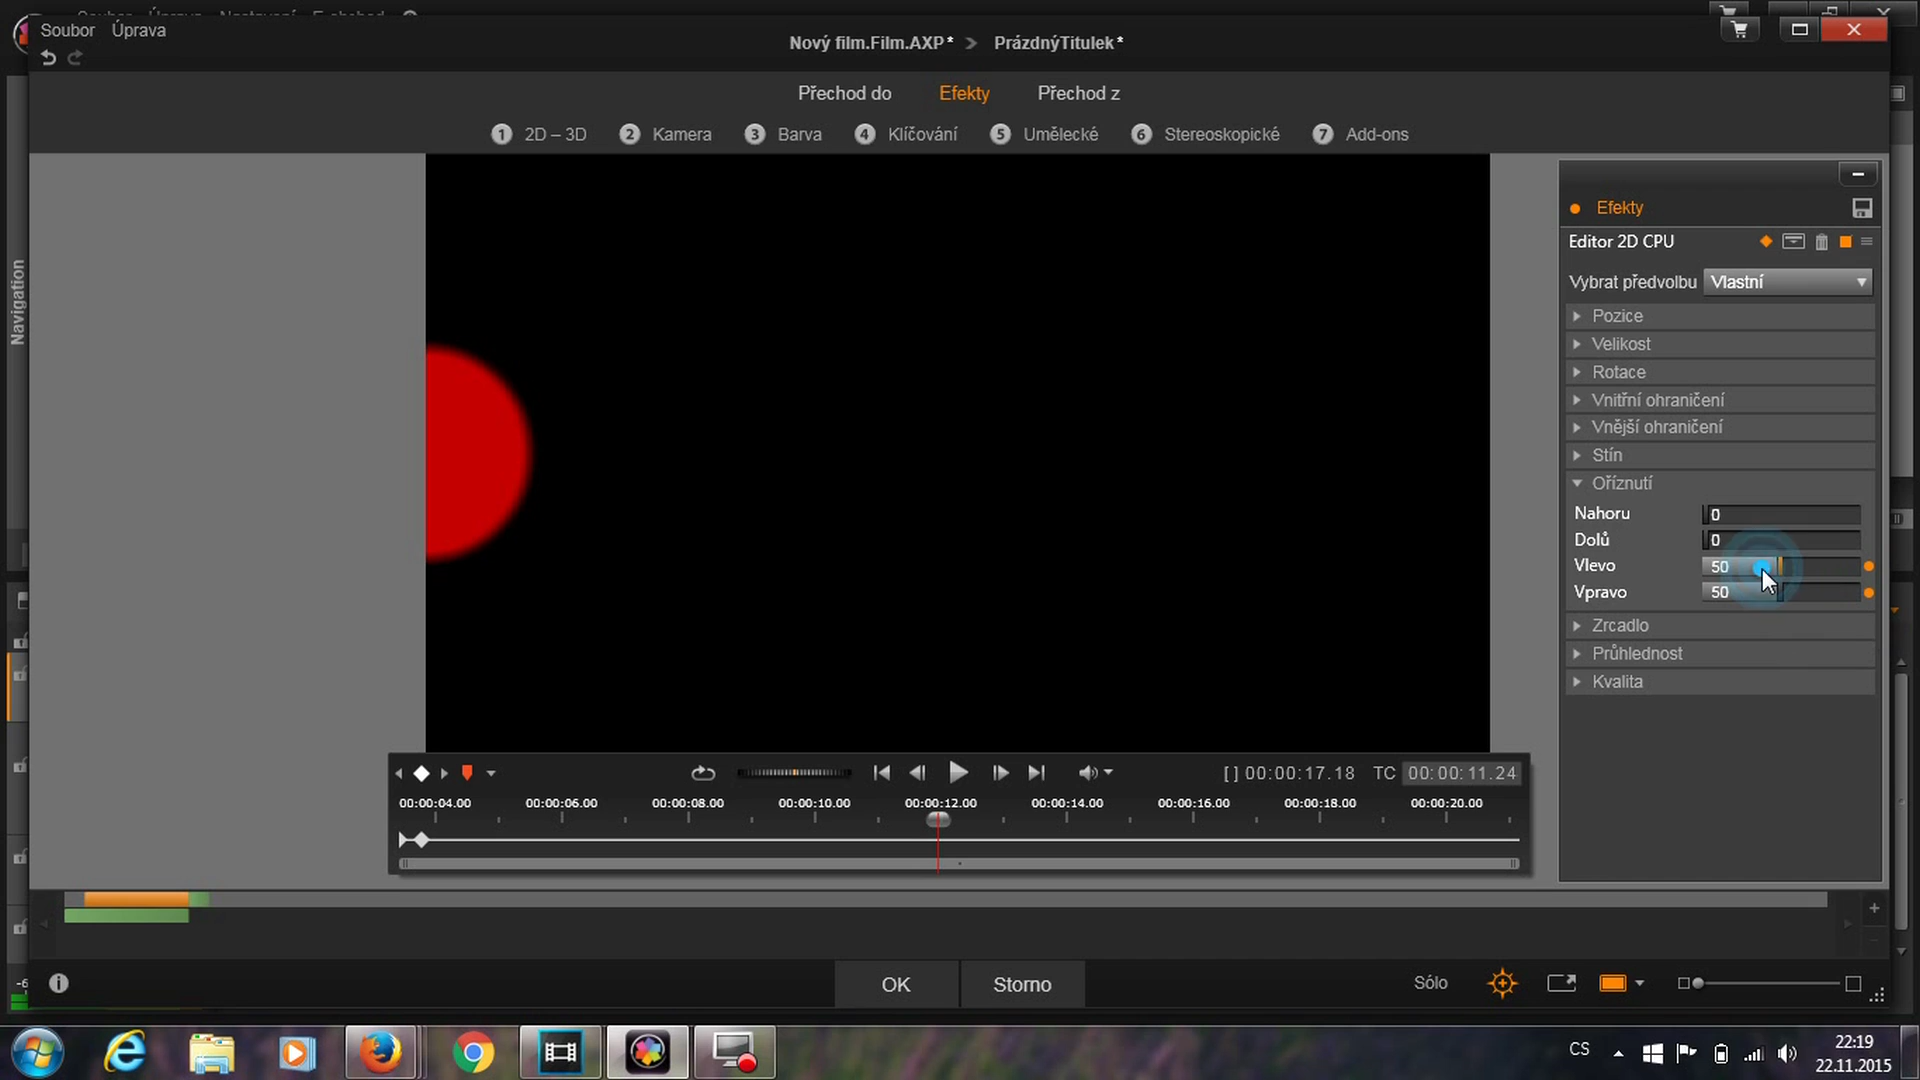 Soubor Úprava
Nový film.Film.AXP* > PrázdnýTitulek*
Přechod do Efekty Přechod z
1 2D – 3D 2 Kamera 3 Barva 4 Klíčování 5 Umělecké 6 Stereoskopické 7 Add-ons
Navigation
Efekty
Editor 2D CPU
Vybrat předvolbu Vlastní
Pozice
Velikost
Rotace
Vnitřní ohraničení
Vnější ohraničení
Stín
Oříznutí
Nahoru 0
Dolů 0
Vlevo 50
Vpravo 50
Zrcadlo
Průhlednost
Kvalita
[] 00:00:17.18 TC 00:00:11.24
00:00:04.00 00:00:06.00 00:00:08.00 00:00:10.00 00:00:12.00 00:00:14.00 00:00:16.00 00:00:18.00 00:00:20.00
OK Storno Sólo
CS 22:19
22.11.2015